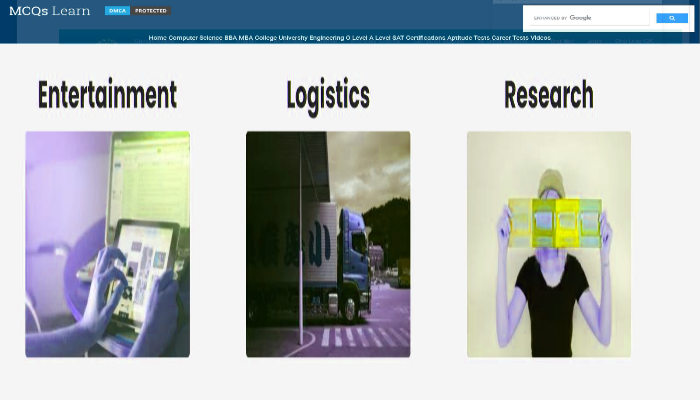 MCQs Learn DMCA PROTECTED
ENHANCED BY Google
Home Computer Science BBA MBA College University Engineering O Level A Level SAT Certifications Aptitude Tests Career Tests Videos
Entertainment Logistics Research